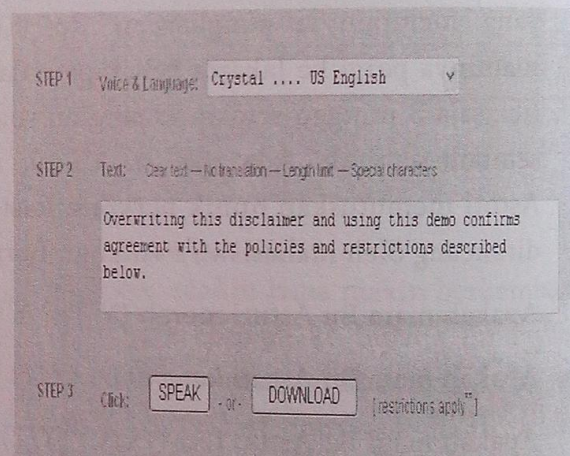 STEP 1 Voice & Language: Crystal .... US English
STEP 2 Text: Clear text — No translation — Length limit — Special characters
Overwriting this disclaimer and using this demo confirms
agreement with the policies and restrictions described
below.
STEP 3 Click: SPEAK - or - DOWNLOAD [restrictions apply**]